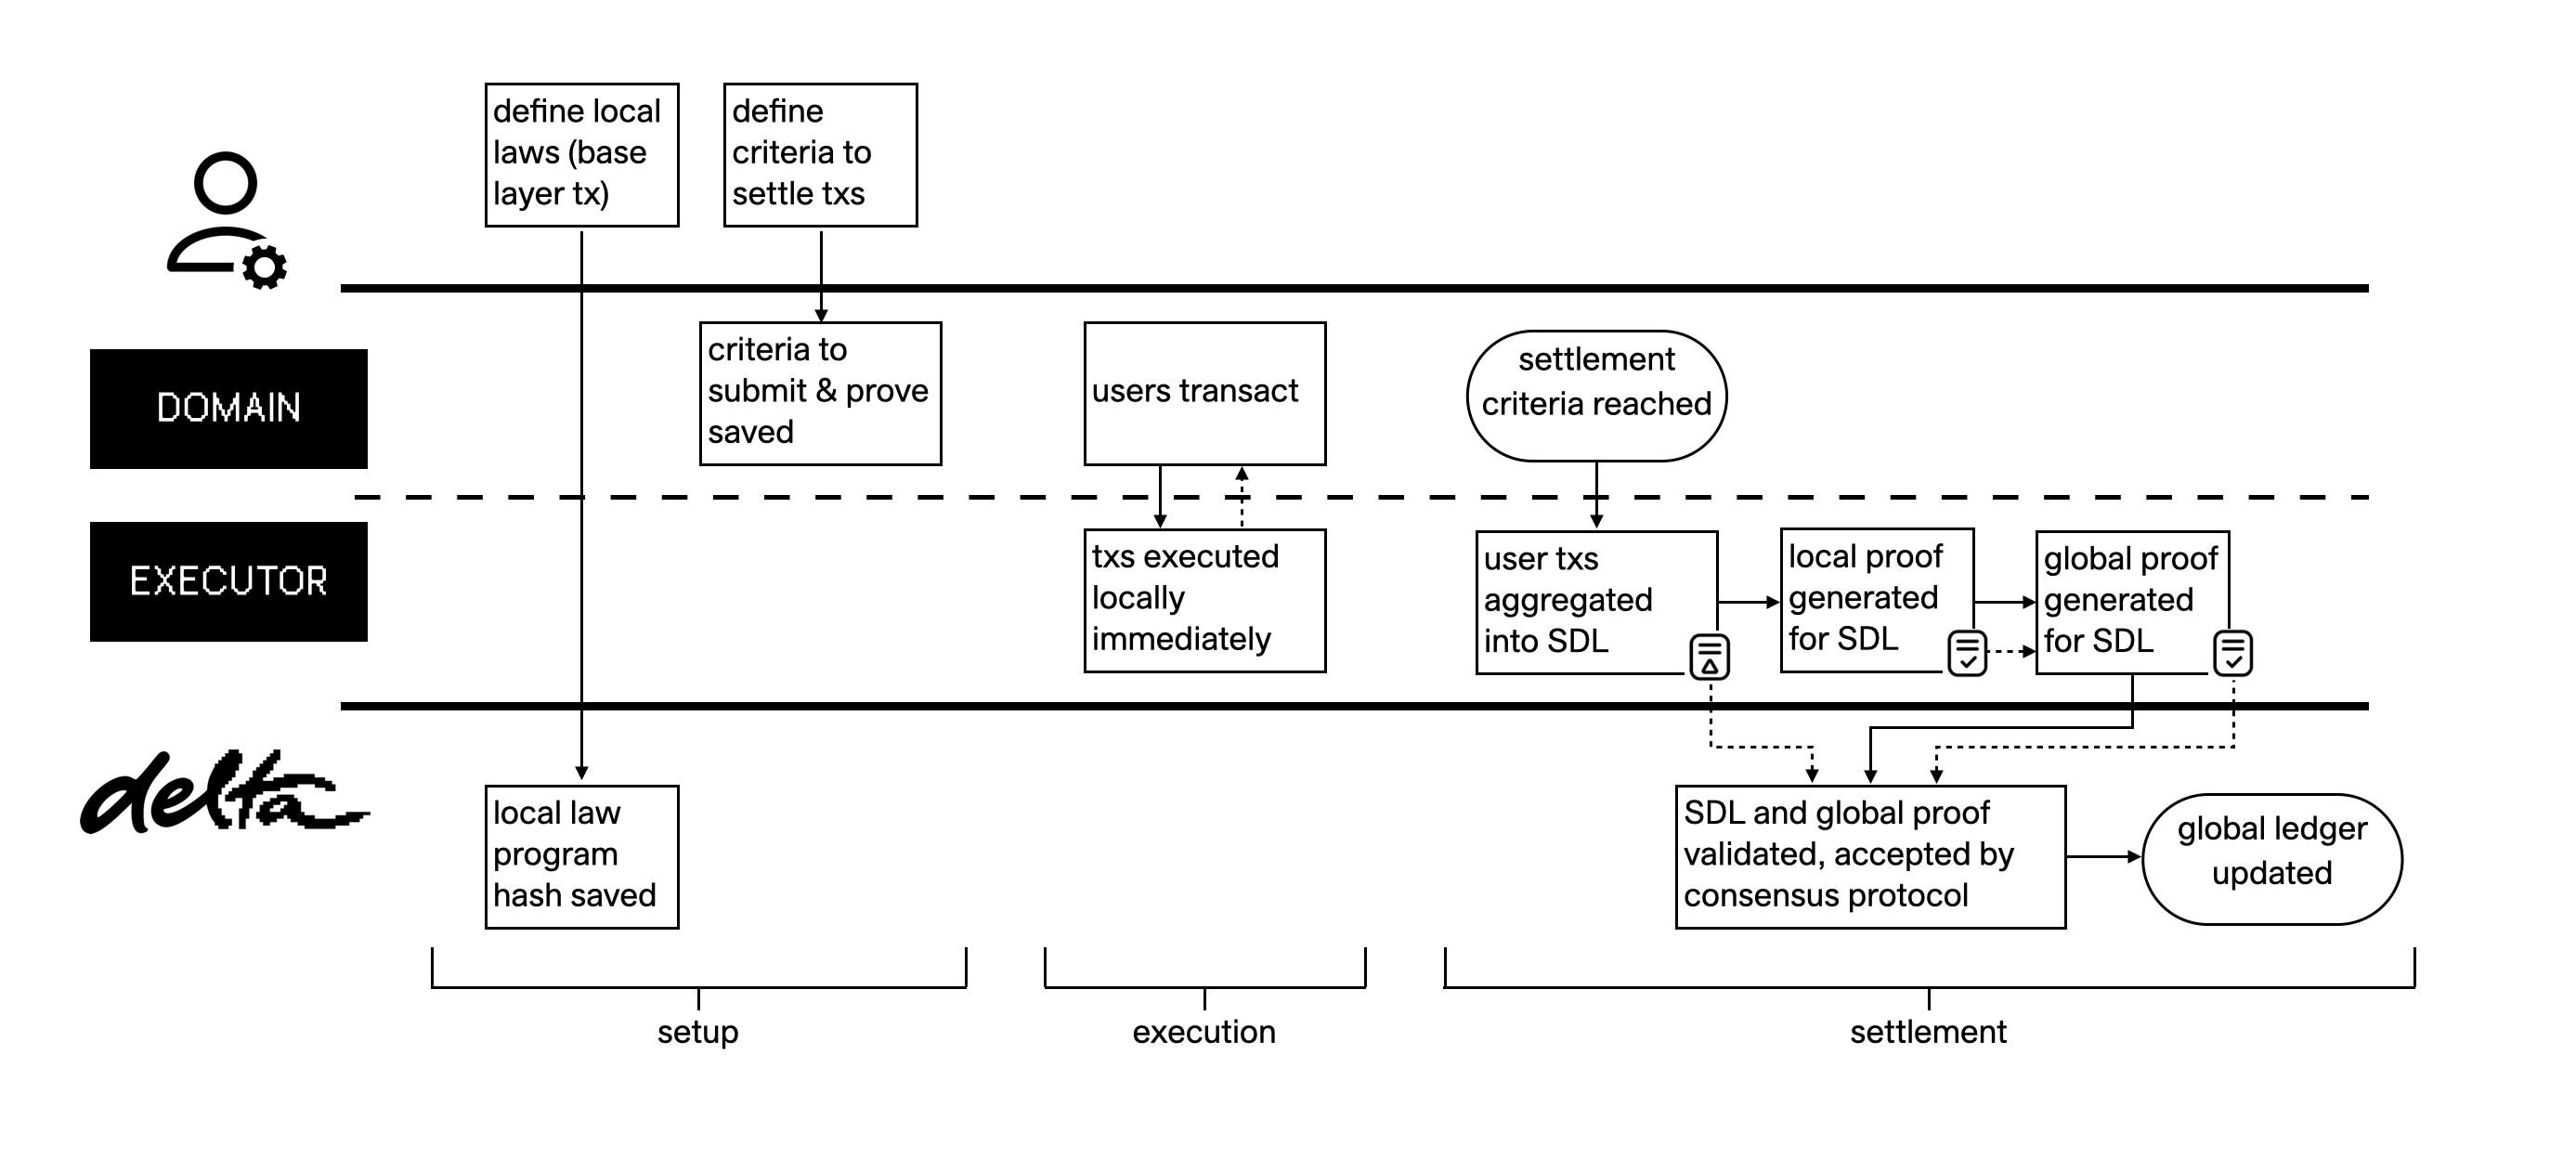 define local
laws (base
layer tx)
define
criteria to
settle txs
DOMAIN
criteria to
submit & prove
saved
users transact
settlement
criteria reached
EXECUTOR
txs executed
locally
immediately
user txs
aggregated
into SDL
local proof
generated
for SDL
global proof
generated
for SDL
delta
local law
program
hash saved
SDL and global proof
validated, accepted by
consensus protocol
global ledger
updated
setup
execution
settlement